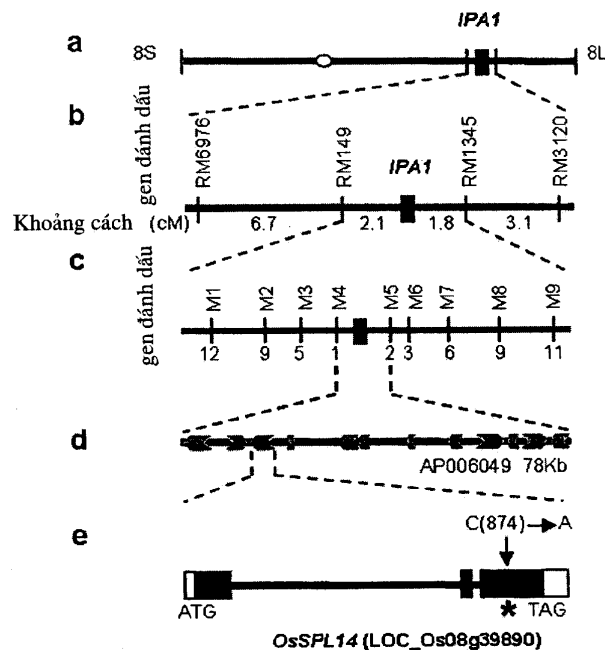 a
8S
IPA1
8L
b
gen dánh dấu
RM6976
RM149
IPA1
RM1345
RM3120
Khoảng cách (cM)
6.7
2.1
1.8
3.1
c
gen dánh dấu
M1
M2
M3
M4
M5
M6
M7
M8
M9
12
9
5
1
2
3
6
9
11
d
AP006049 78Kb
e
C(874) → A
ATG
*
TAG
OsSPL14 (LOC_Os08g39890)